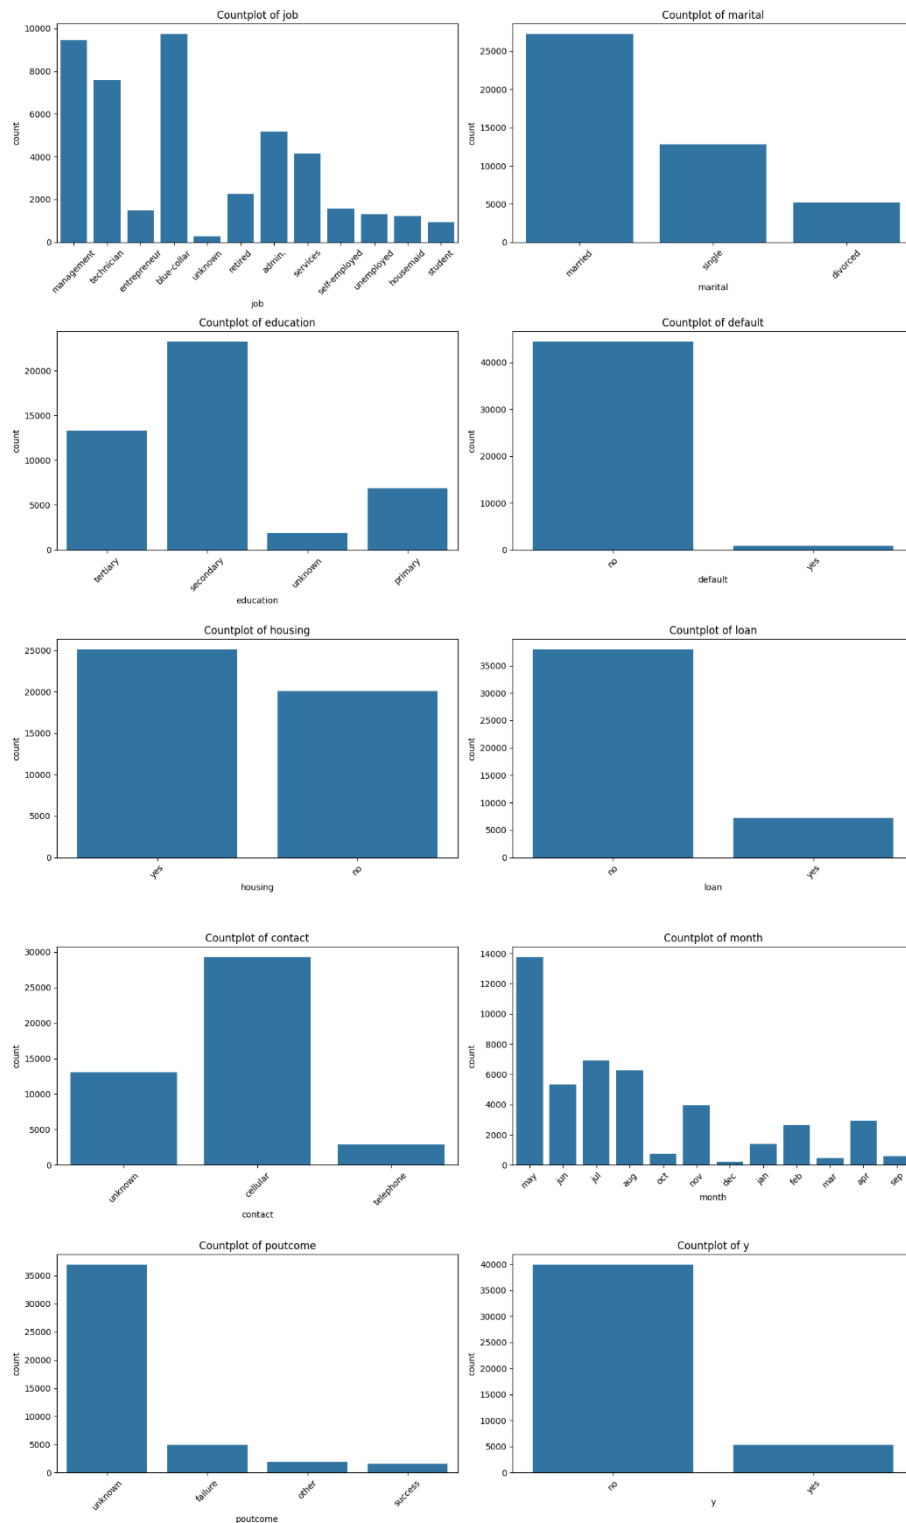 Countplot of job
10000
8000
6000
4000
2000
0
count
management
technician
entrepreneur
blue-collar
unknown
retired
admin.
services
self-employed
unemployed
housemaid
student
job
Countplot of marital
25000
20000
15000
10000
5000
0
count
married
single
divorced
marital
Countplot of education
20000
15000
10000
5000
0
count
tertiary
secondary
unknown
primary
education
Countplot of default
40000
30000
20000
10000
0
count
no
yes
default
Countplot of housing
25000
20000
15000
10000
5000
0
count
yes
no
housing
Countplot of loan
35000
30000
25000
20000
15000
10000
5000
0
count
no
yes
loan
Countplot of contact
30000
25000
20000
15000
10000
5000
0
count
unknown
cellular
telephone
contact
Countplot of month
14000
12000
10000
8000
6000
4000
2000
0
count
may
jun
jul
aug
oct
nov
dec
jan
feb
mar
apr
sep
month
Countplot of poutcome
35000
30000
25000
20000
15000
10000
5000
0
count
unknown
failure
other
success
poutcome
Countplot of y
40000
35000
30000
25000
20000
15000
10000
5000
0
count
no
yes
y